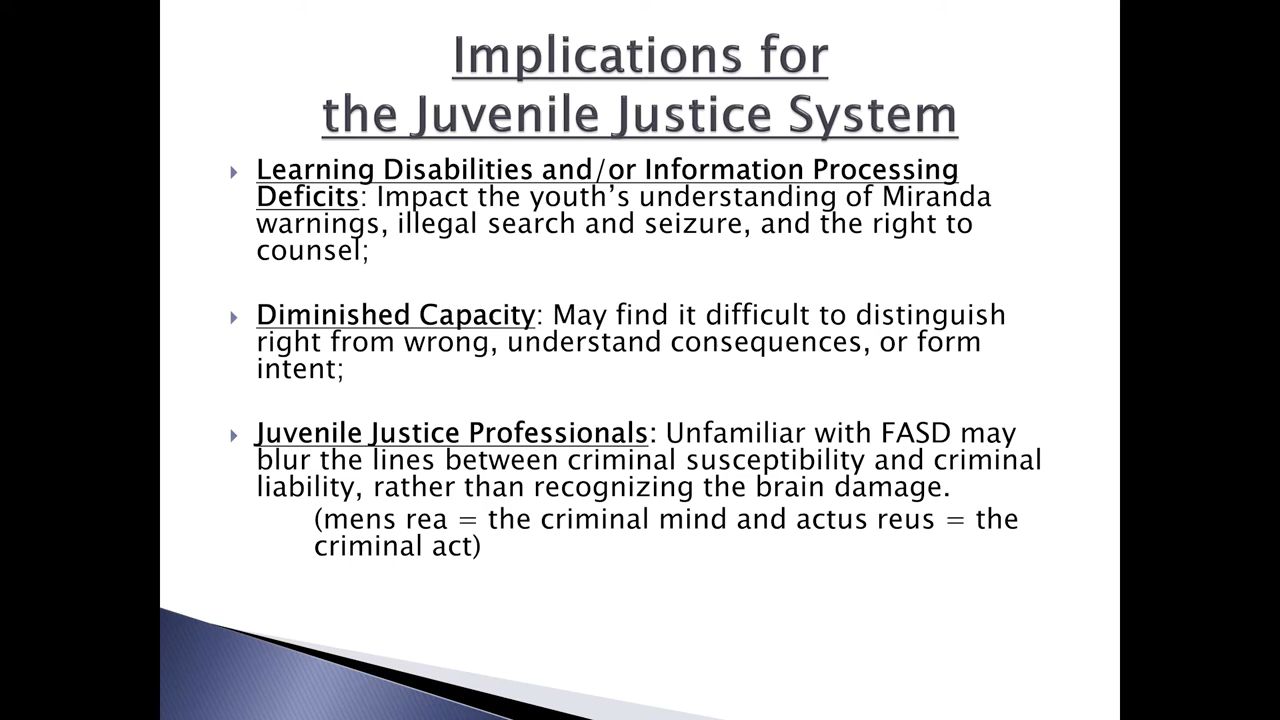 Implications for
the Juvenile Justice System
Learning Disabilities and/or Information Processing
Deficits: Impact the youth’s understanding of Miranda
warnings, illegal search and seizure, and the right to
counsel;
Diminished Capacity: May find it difficult to distinguish
right from wrong, understand consequences, or form
intent;
Juvenile Justice Professionals: Unfamiliar with FASD may
blur the lines between criminal susceptibility and criminal
liability, rather than recognizing the brain damage.
(mens rea = the criminal mind and actus reus = the
criminal act)